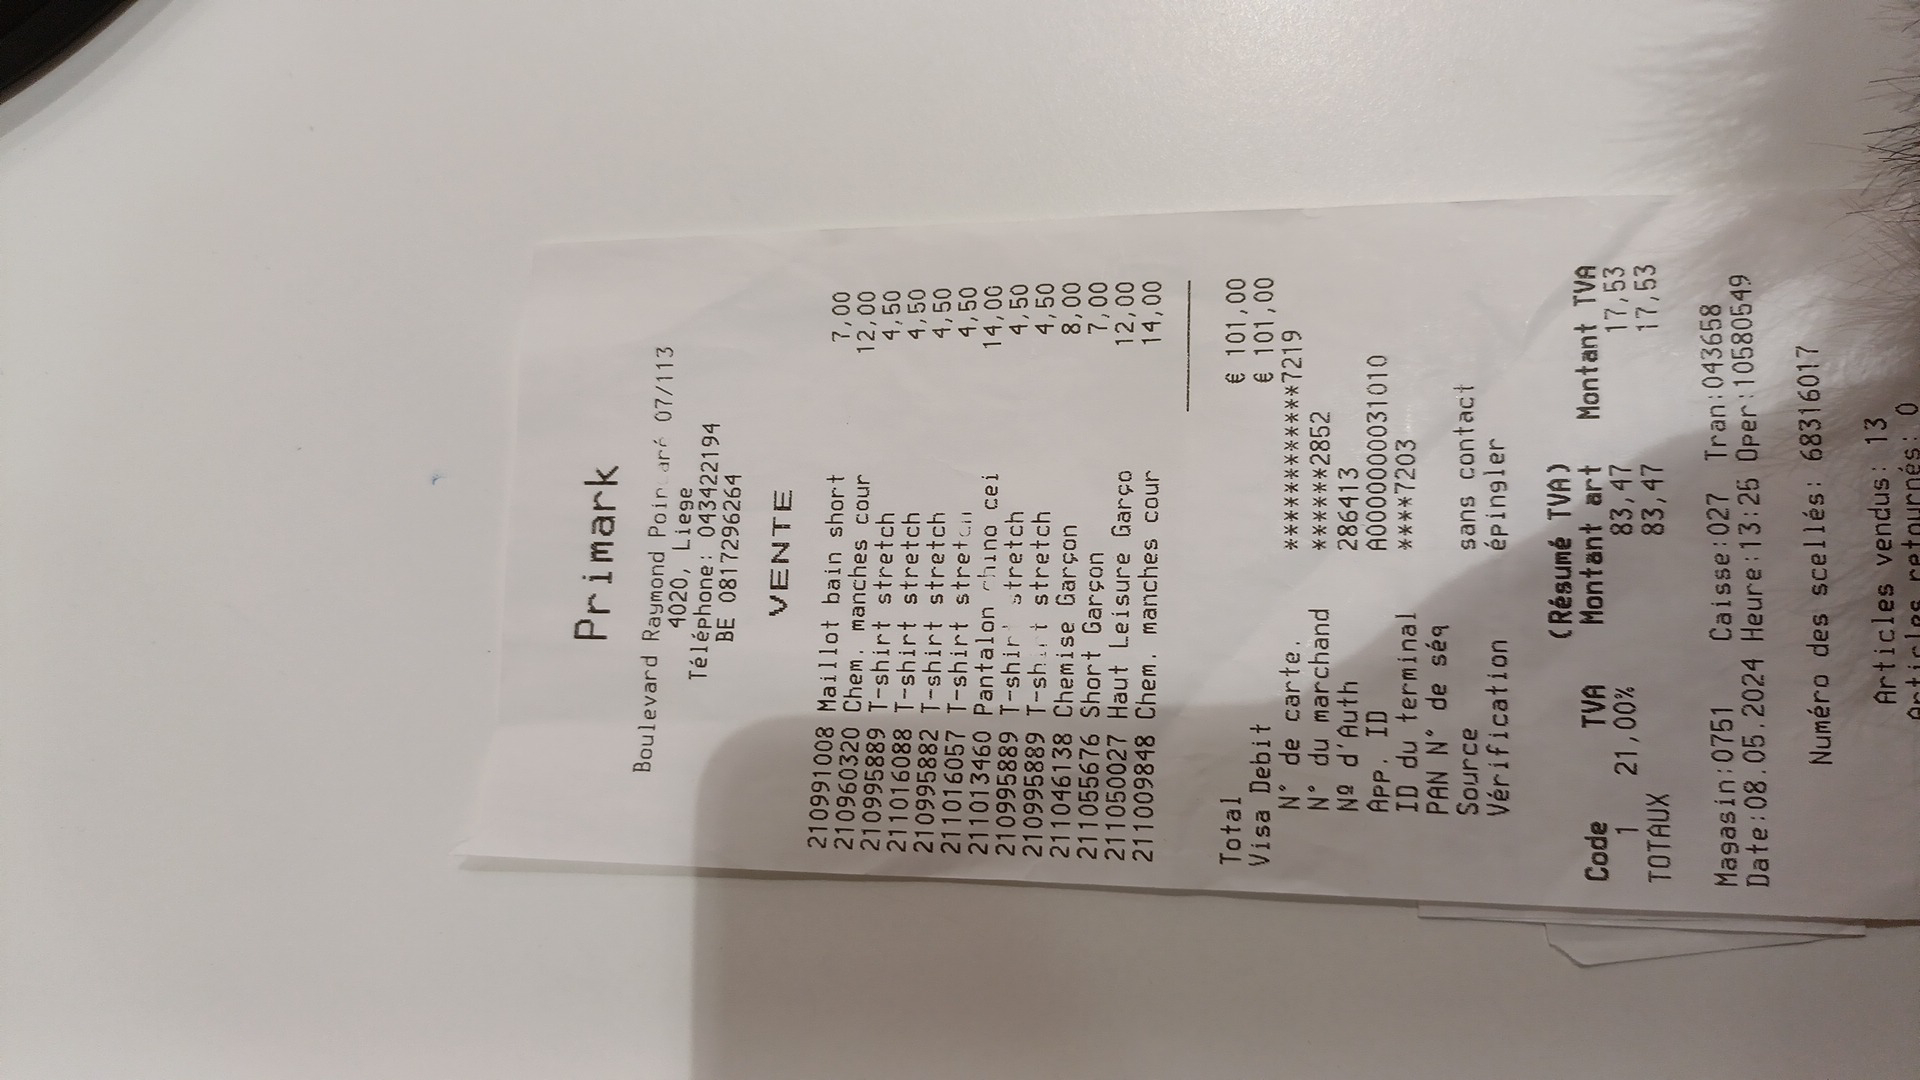 Primark
Boulevard Raymond Poincaré 07/113
4020, Liege
Téléphone: 043422194
BE 0817296264
VENTE
210991008 Maillot bain short 7,00
210960320 Chem. manches cour 12,00
210995889 T-shirt stretch 4,50
211016088 T-shirt stretch 4,50
210995882 T-shirt stretch 4,50
211016057 T-shirt stretch 4,50
211013460 Pantalon chino cei 14,00
210995889 T-shirt stretch 4,50
210995889 T-shirt stretch 4,50
211046138 Chemise Garçon 8,00
211055676 Short Garçon 7,00
211050027 Haut Leisure Garço 12,00
211009848 Chem. manches cour 14,00
Total € 101,00
Visa Debit € 101,00
N° de carte. ************7219
N° du marchand ******2852
Nº d'Auth 286413
App. ID A0000000031010
ID du terminal ****7203
PAN N° de séq
Source sans contact
Vérification épingler
(Résumé TVA)
Code TVA Montant art Montant TVA
1 21,00% 83,47 17,53
TOTAUX 83,47 17,53
Magasin:0751 Caisse:027 Tran:043658
Date:08.05.2024 Heure:13:25 Oper:10580549
Numéro des scellés: 68316017
Articles vendus: 13
Articles retournés: 0